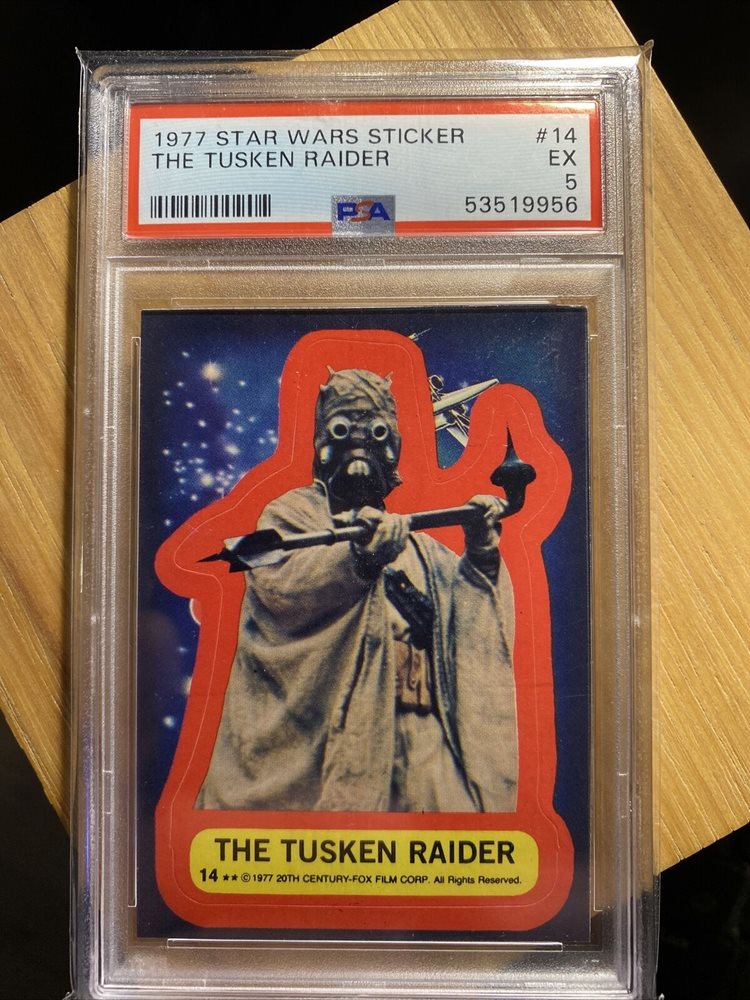 1977 STAR WARS STICKER #14
THE TUSKEN RAIDER EX
5
PSA 53519956
THE TUSKEN RAIDER
14 ★★ © 1977 20TH CENTURY-FOX FILM CORP. All Rights Reserved.